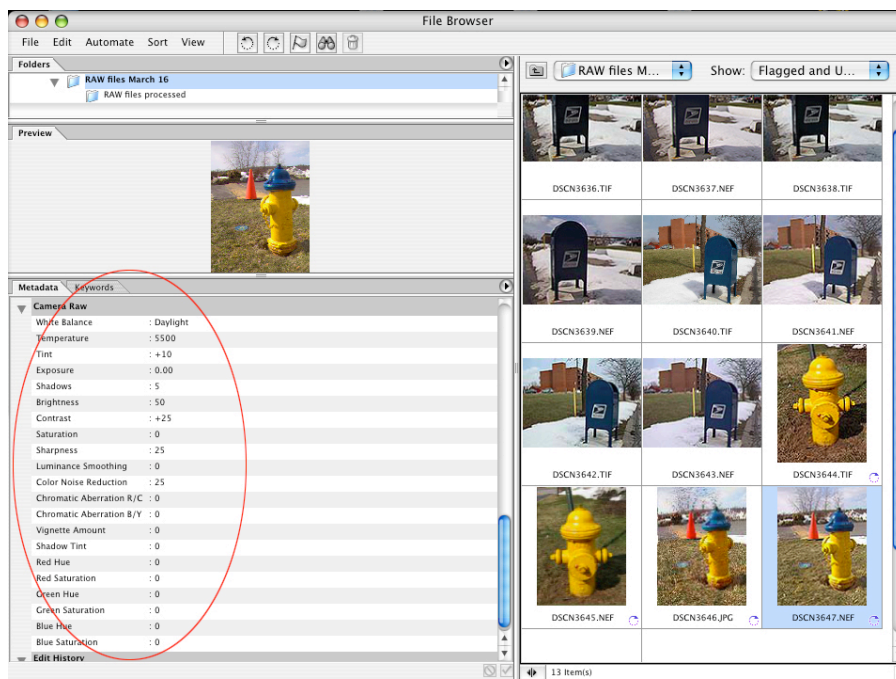 File Browser
File Edit Automate Sort View
Folders
RAW files March 16
RAW files processed
Preview
Metadata Keywords
Camera Raw
White Balance : Daylight
Temperature : 5500
Tint : +10
Exposure : 0.00
Shadows : 5
Brightness : 50
Contrast : +25
Saturation : 0
Sharpness : 25
Luminance Smoothing : 0
Color Noise Reduction : 25
Chromatic Aberration R/C : 0
Chromatic Aberration B/Y : 0
Vignette Amount : 0
Shadow Tint : 0
Red Hue : 0
Red Saturation : 0
Green Hue : 0
Green Saturation : 0
Blue Hue : 0
Blue Saturation : 0
Edit History
RAW files M... Show: Flagged and U...
DSCN3636.TIF DSCN3637.NEF DSCN3638.TIF
DSCN3639.NEF DSCN3640.TIF DSCN3641.NEF
DSCN3642.TIF DSCN3643.NEF DSCN3644.TIF
DSCN3645.NEF DSCN3646.JPG DSCN3647.NEF
13 Item(s)